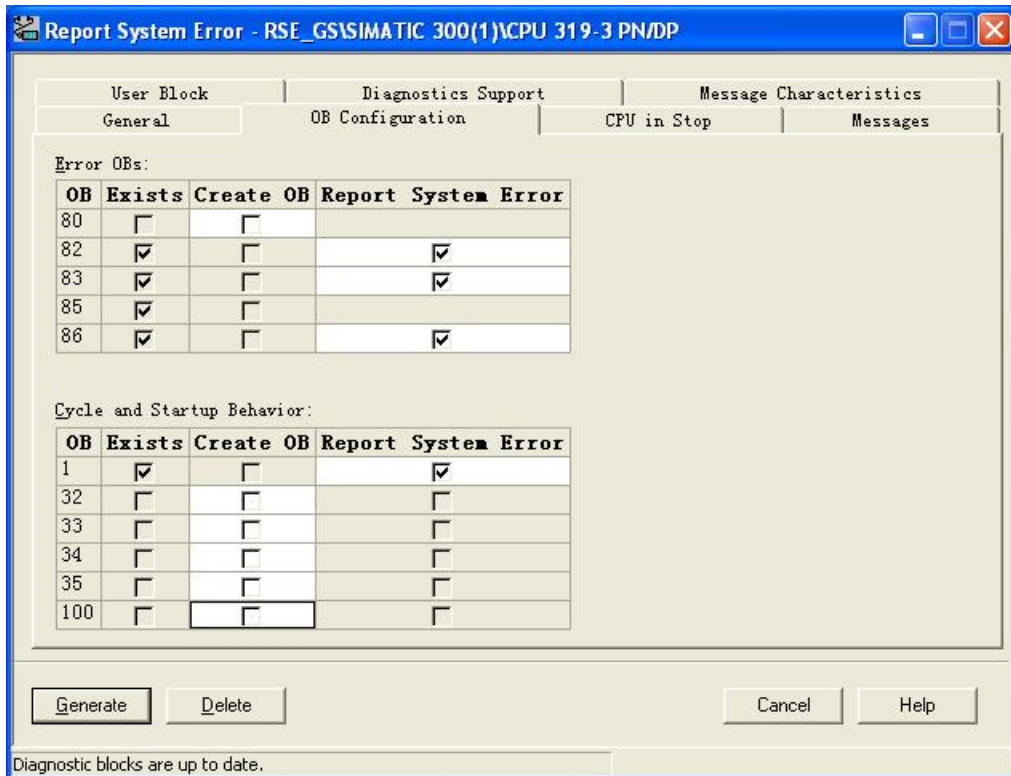 Report System Error - RSE_GS\SIMATIC 300(1)\CPU 319-3 PN/DP
User Block Diagnostics Support Message Characteristics
General OB Configuration CPU in Stop Messages
Error OBs:
OB Exists Create OB Report System Error
80
82
83
85
86
Cycle and Startup Behavior:
OB Exists Create OB Report System Error
1
32
33
34
35
100
Generate Delete Cancel Help
Diagnostic blocks are up to date.